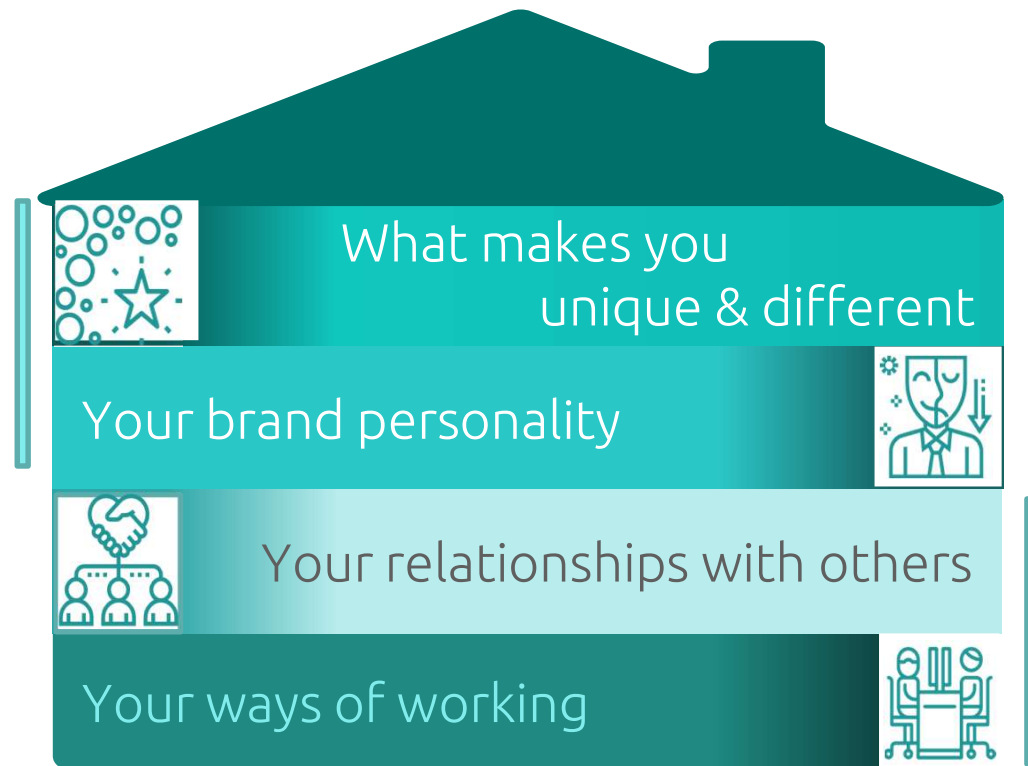 What makes you
unique & different
Your brand personality
Your relationships with others
Your ways of working